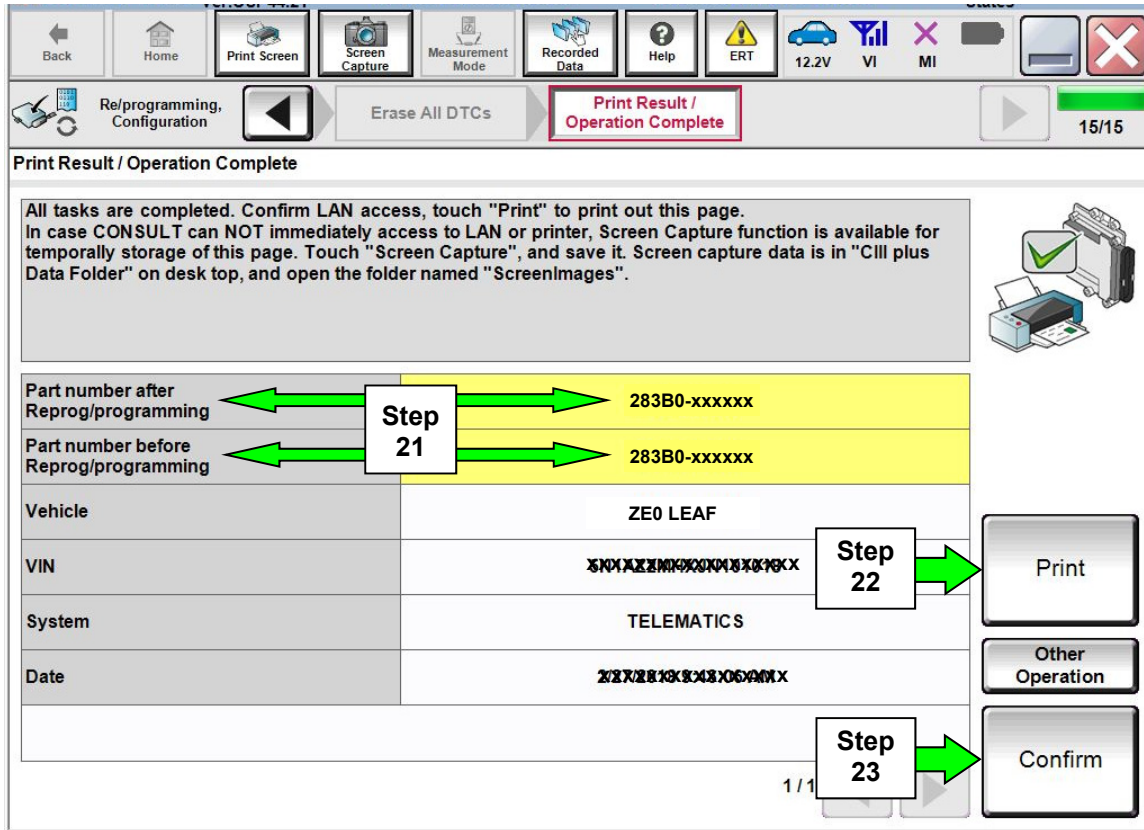 Back
Home
Print Screen
Screen
Capture
Measurement
Mode
Recorded
Data
Help
ERT
12.2V
VI
MI
Re/programming,
Configuration
Erase All DTCs
Print Result /
Operation Complete
15/15
Print Result / Operation Complete
All tasks are completed. Confirm LAN access, touch "Print" to print out this page.
In case CONSULT can NOT immediately access to LAN or printer, Screen Capture function is available for
temporally storage of this page. Touch "Screen Capture", and save it. Screen capture data is in "CIII plus
Data Folder" on desk top, and open the folder named "ScreenImages".
Part number after
Reprog/programming
283B0-xxxxxx
Step
21
Part number before
Reprog/programming
283B0-xxxxxx
Vehicle
ZE0 LEAF
VIN
Step
22
Print
System
TELEMATICS
Other
Operation
Date
Step
23
Confirm
1/1